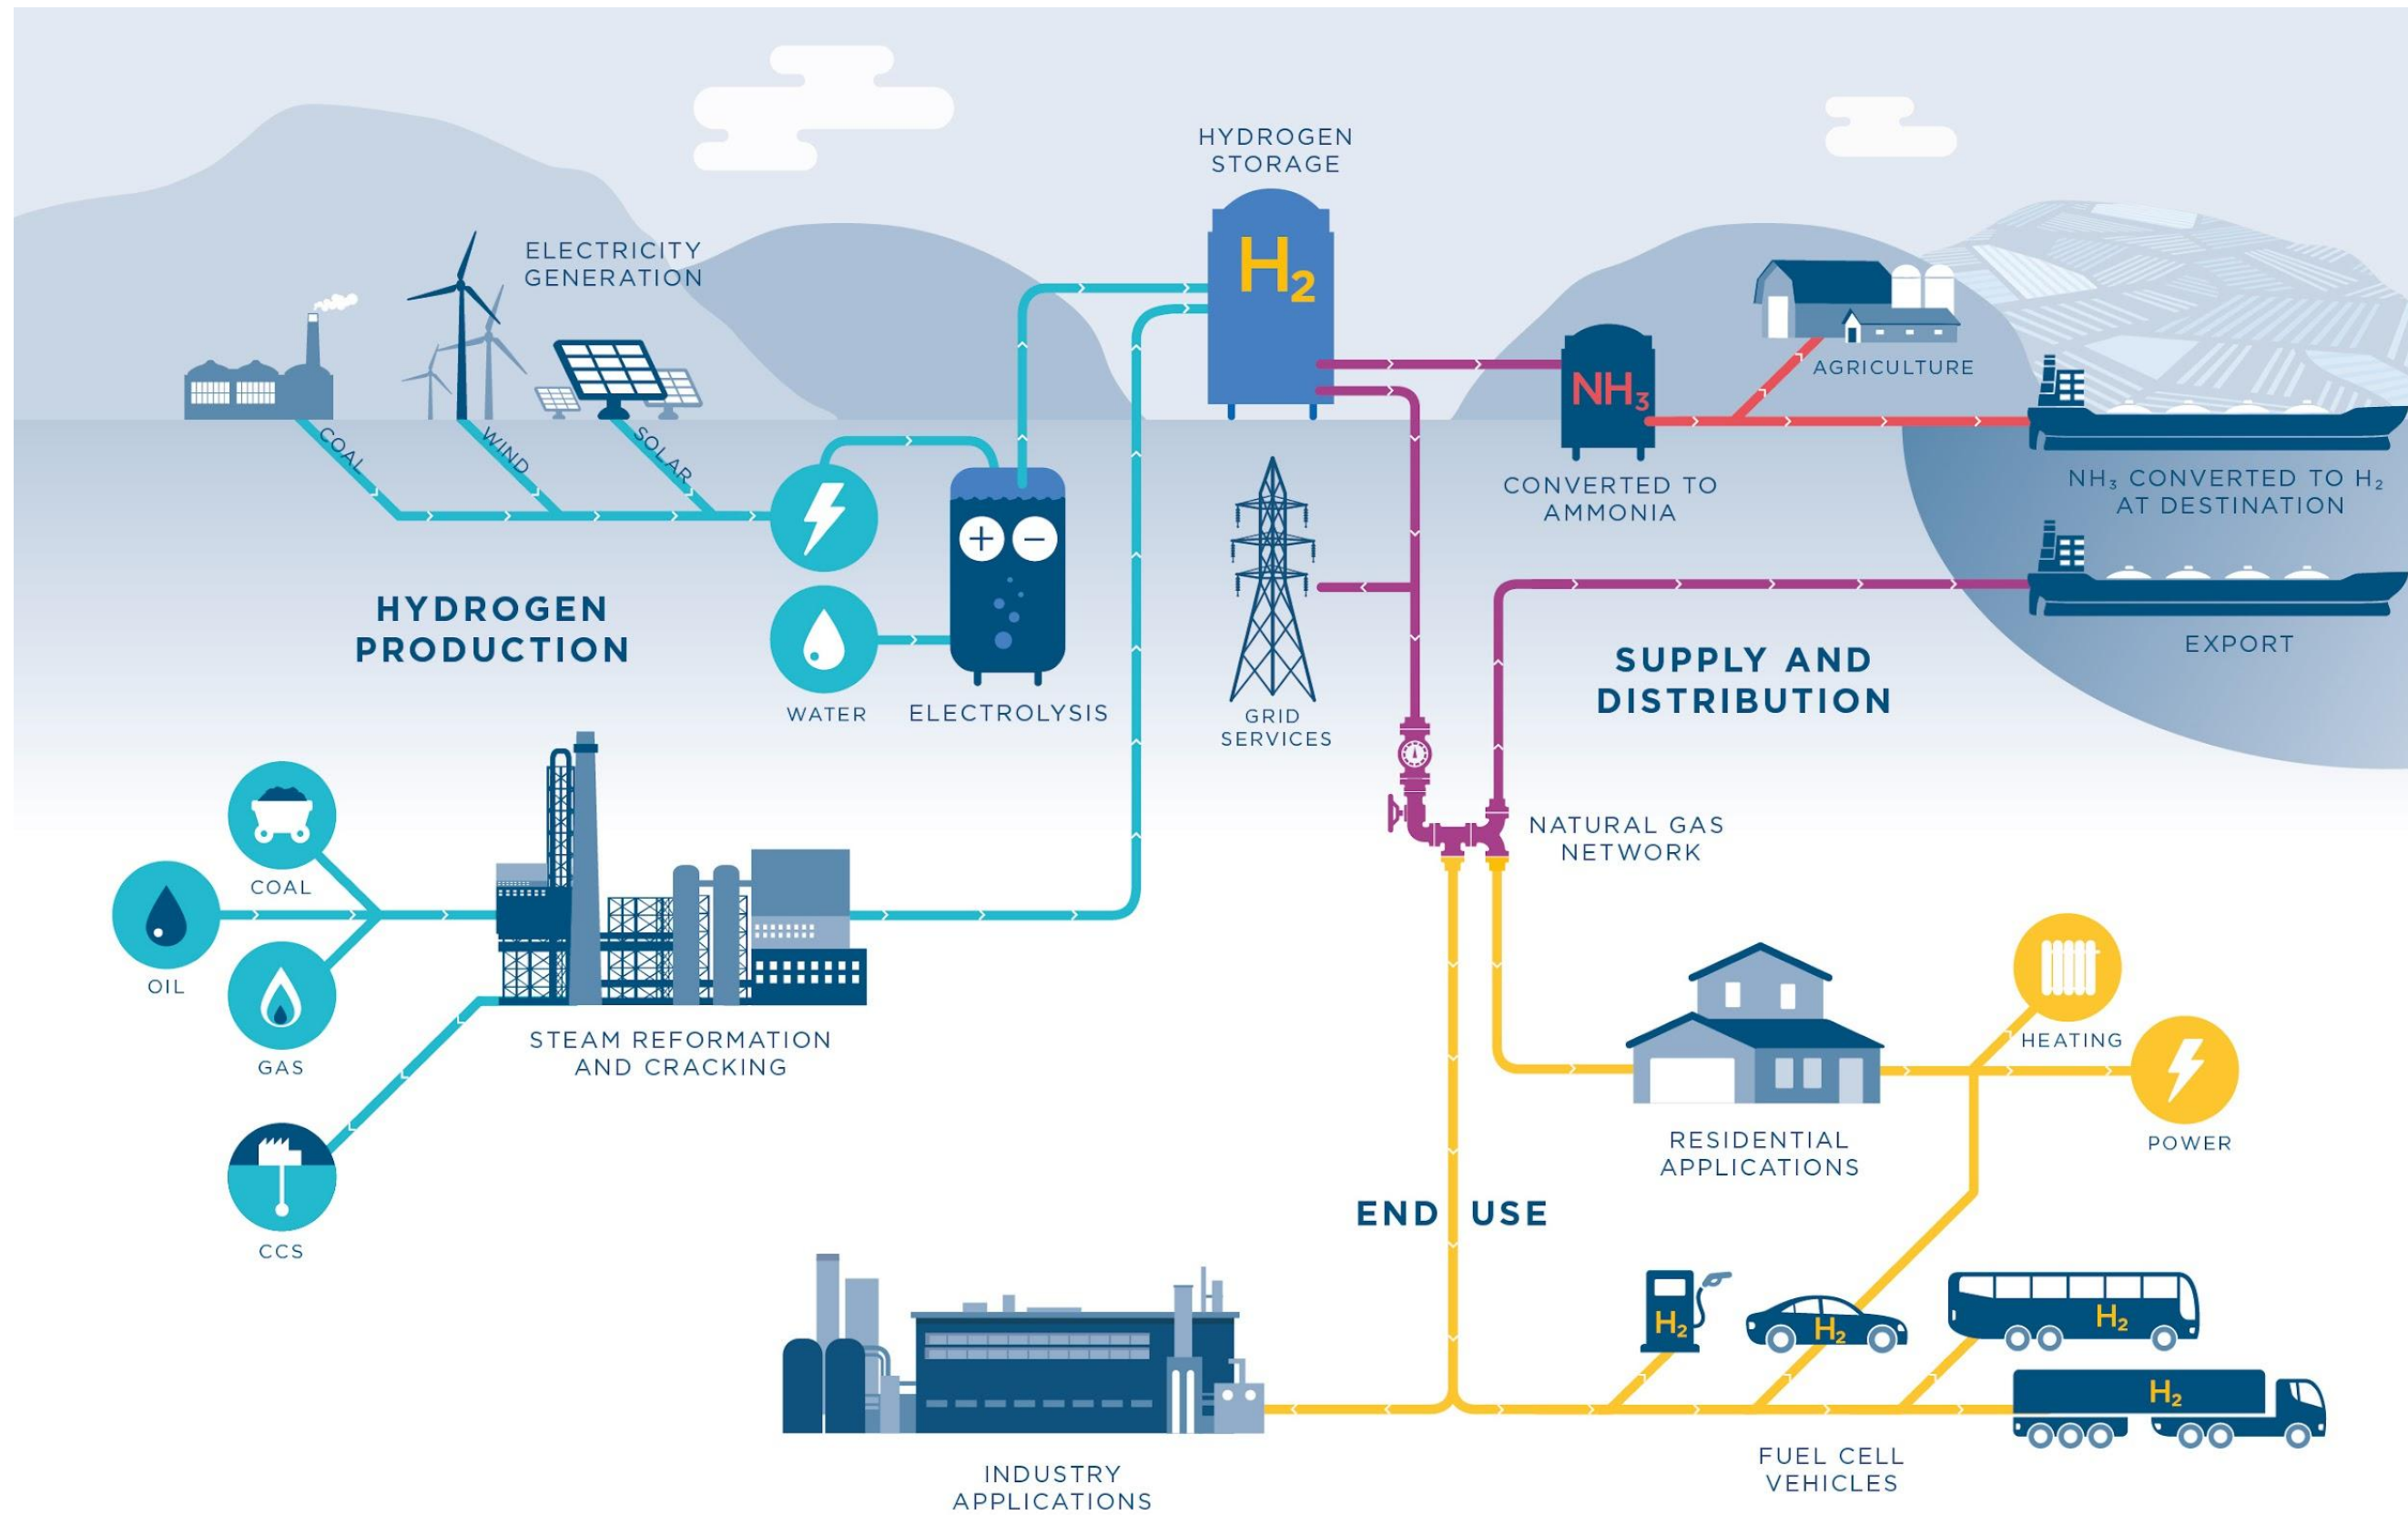 HYDROGEN
STORAGE
H₂
ELECTRICITY
GENERATION
COAL
WIND
SOLAR
NH₃
AGRICULTURE
CONVERTED TO
AMMONIA
NH₃ CONVERTED TO H₂
AT DESTINATION
+ −
HYDROGEN
PRODUCTION
WATER
ELECTROLYSIS
GRID
SERVICES
SUPPLY AND
DISTRIBUTION
EXPORT
NATURAL GAS
NETWORK
COAL
OIL
GAS
STEAM REFORMATION
AND CRACKING
CCS
HEATING
POWER
RESIDENTIAL
APPLICATIONS
END USE
H₂
H₂
H₂
H₂
FUEL CELL
VEHICLES
INDUSTRY
APPLICATIONS